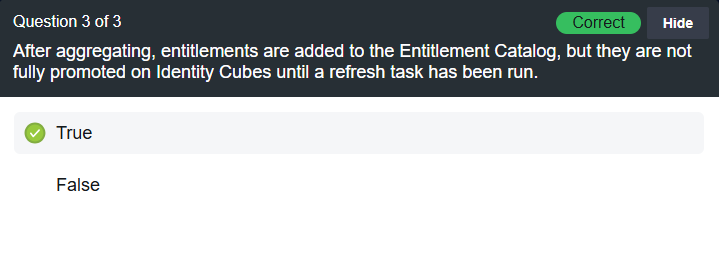 Question 3 of 3
Correct
Hide
After aggregating, entitlements are added to the Entitlement Catalog, but they are not
fully promoted on Identity Cubes until a refresh task has been run.
True
False